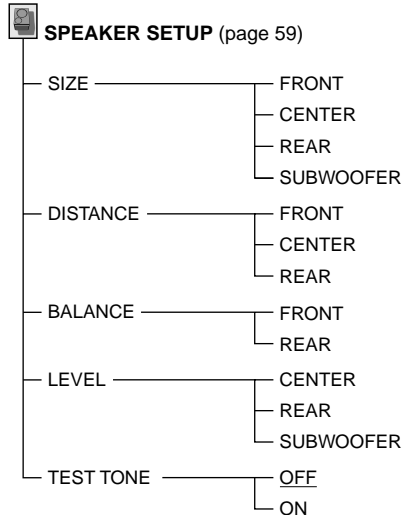 SPEAKER SETUP (page 59)
SIZE FRONT
CENTER
REAR
SUBWOOFER
DISTANCE FRONT
CENTER
REAR
BALANCE FRONT
REAR
LEVEL CENTER
REAR
SUBWOOFER
TEST TONE OFF
ON